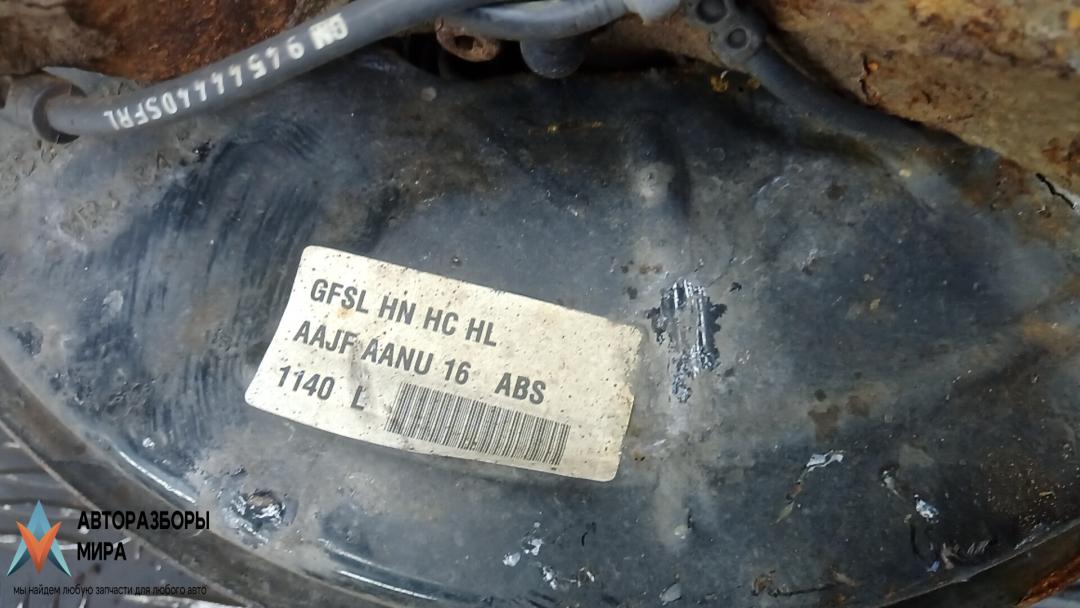 GM 94544440SFRL
GFSL HN HC HL
AAJF AANU 16 ABS
1140 L
АВТОРАЗБОРЫ
МИРА
мы найдем любую запчасти для любого авто